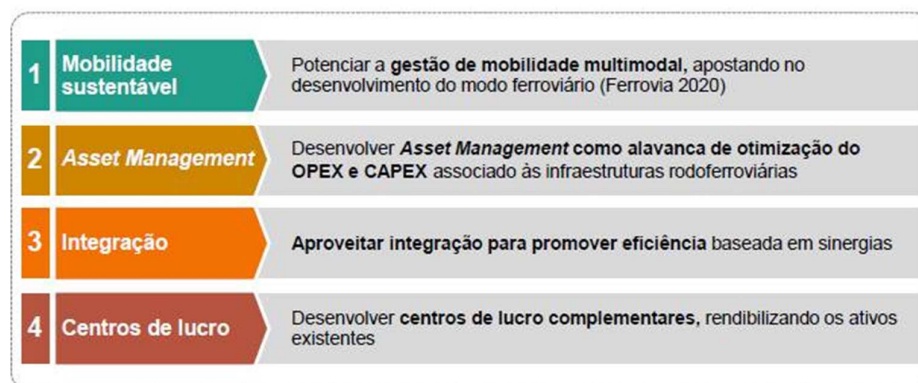 1
Mobilidade
sustentável
Potenciar a gestão de mobilidade multimodal, apostando no
desenvolvimento do modo ferroviário (Ferrovia 2020)
2
Asset Management
Desenvolver Asset Management como alavanca de otimização do
OPEX e CAPEX associado às infraestruturas rodoferroviárias
3
Integração
Aproveitar integração para promover eficiência baseada em sinergias
4
Centros de lucro
Desenvolver centros de lucro complementares, rendibilizando os ativos
existentes